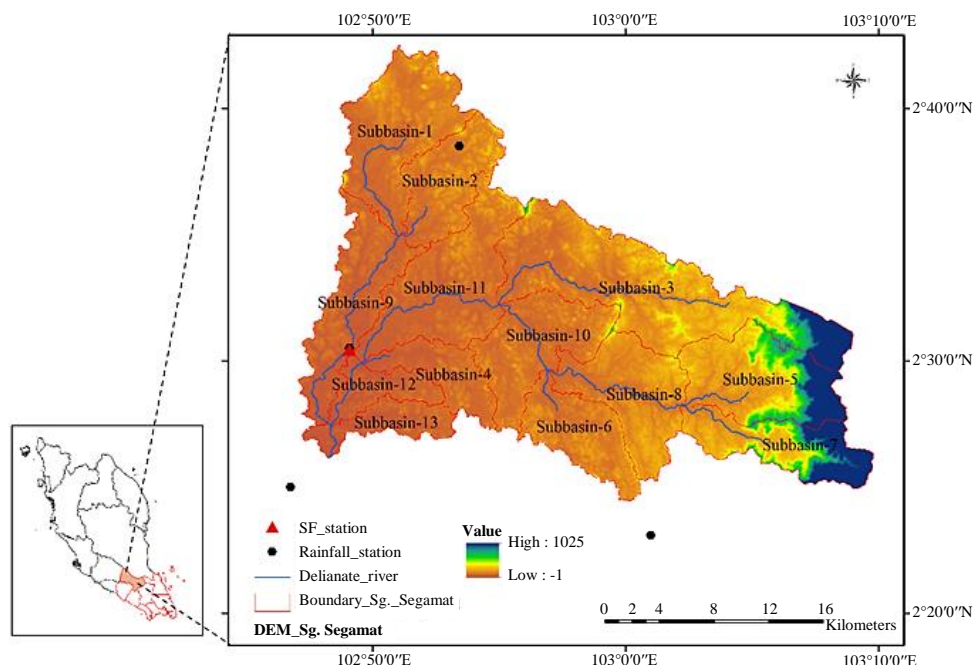 102°50′0″E 103°0′0″E 103°10′0″E
2°40′0″N
Subbasin-1
Subbasin-2
Subbasin-3
Subbasin-11
Subbasin-9
Subbasin-10
2°30′0″N
Subbasin-4
Subbasin-5
Subbasin-12
Subbasin-8
Subbasin-13
Subbasin-6
Subbasin-7
SF_station
Rainfall_station
Delianate_river
Boundary_Sg._Segamat
DEM_Sg. Segamat
Value
High : 1025
Low : -1
0 2 4 8 12 16
Kilometers
2°20′0″N
102°50′0″E 103°0′0″E 103°10′0″E